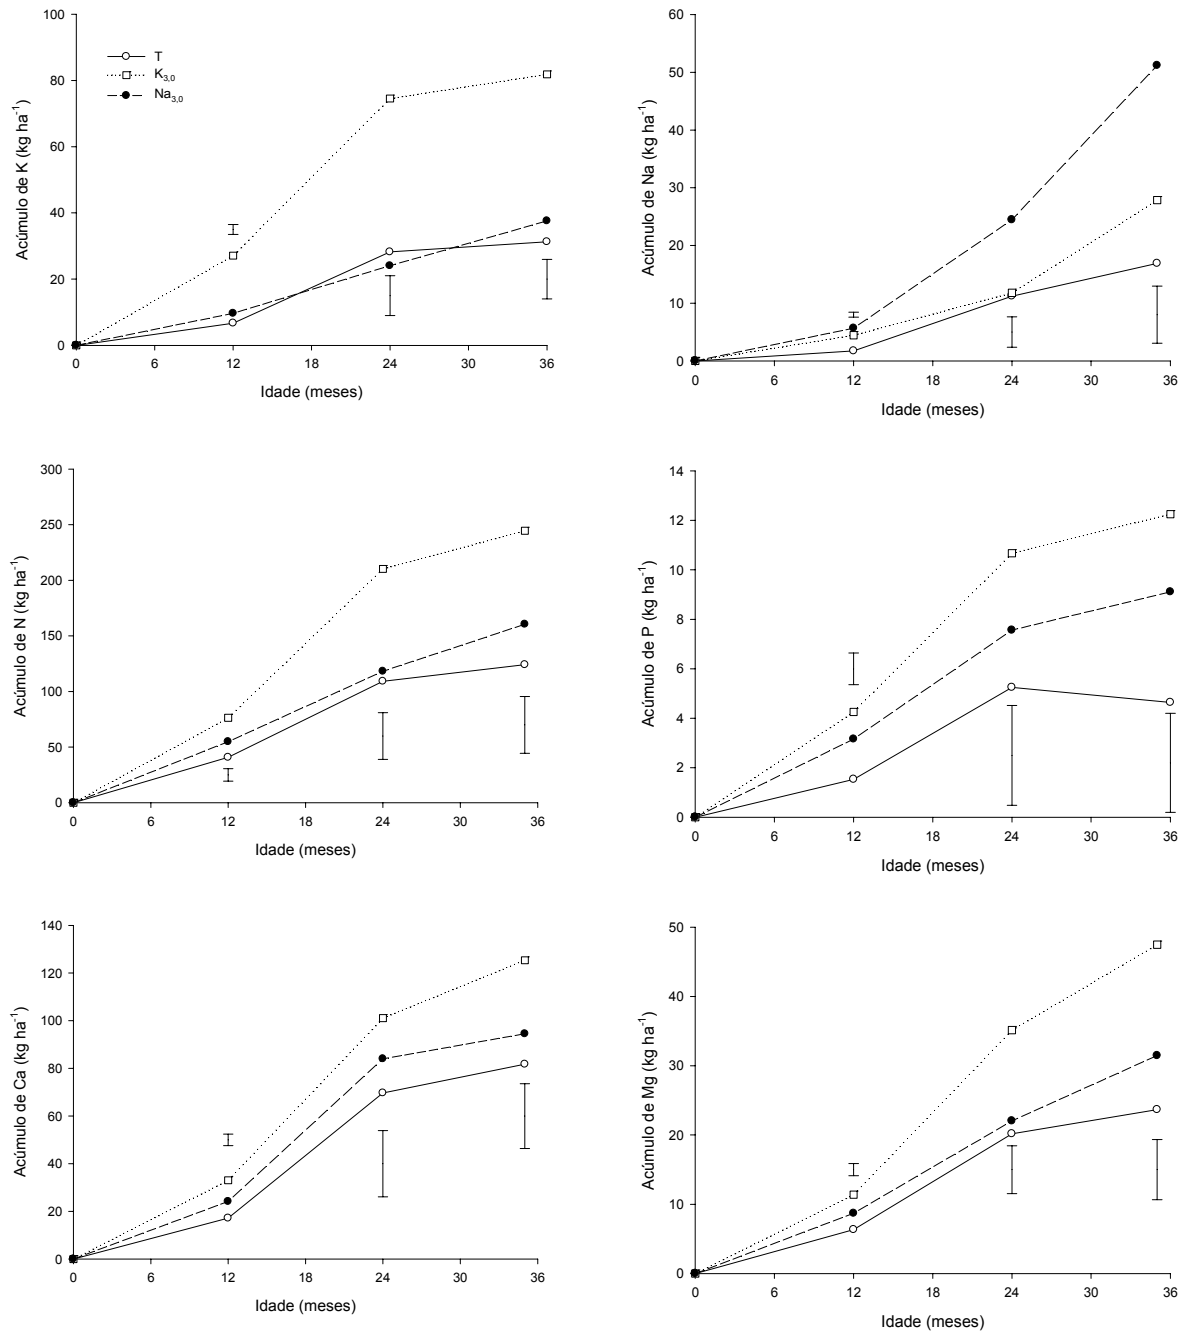 100
80
60
40
20
0
0 6 12 18 24 30 36
Acúmulo de K (kg ha⁻¹)
Idade (meses)
T
K3,0
Na3,0
60
50
40
30
20
10
0
0 6 12 18 24 30 36
Acúmulo de Na (kg ha⁻¹)
Idade (meses)
300
250
200
150
100
50
0
0 6 12 18 24 30 36
Acúmulo de N (kg ha⁻¹)
Idade (meses)
14
12
10
8
6
4
2
0
0 6 12 18 24 30 36
Acúmulo de P (kg ha⁻¹)
Idade (meses)
140
120
100
80
60
40
20
0
0 6 12 18 24 30 36
Acúmulo de Ca (kg ha⁻¹)
Idade (meses)
50
40
30
20
10
0
0 6 12 18 24 30 36
Acúmulo de Mg (kg ha⁻¹)
Idade (meses)